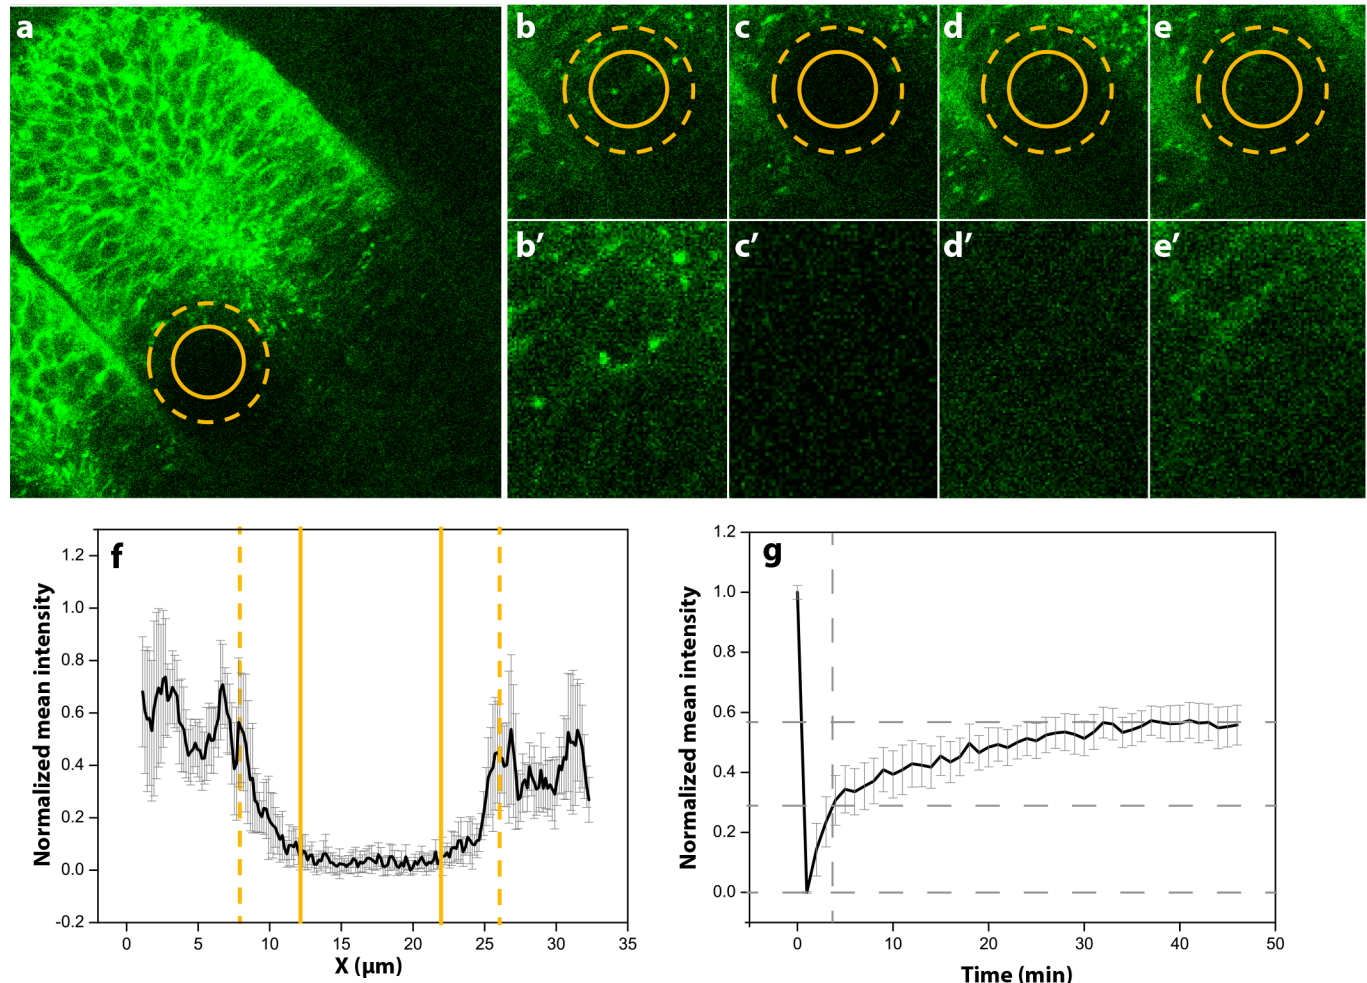 a
b
c
d
e
b′
c′
d′
e′
f
1.2
1.0
0.8
0.6
0.4
0.2
0.0
-0.2
Normalized mean intensity
0
5
10
15
20
25
30
35
X (μm)
g
1.2
1.0
0.8
0.6
0.4
0.2
0.0
Normalized mean intensity
0
10
20
30
40
50
Time (min)